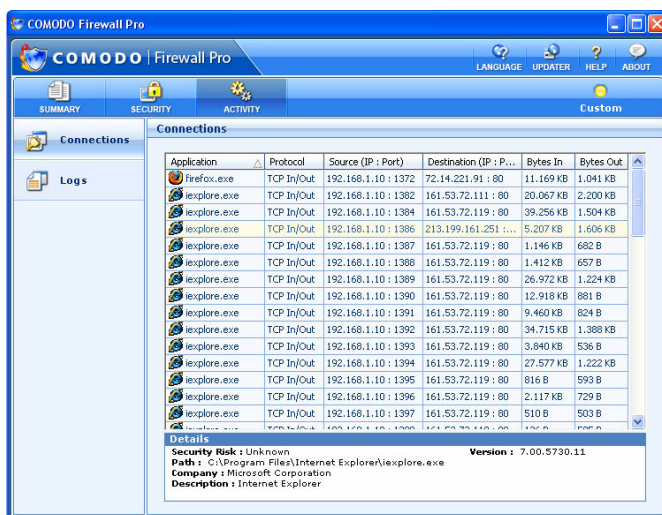 COMODO Firewall Pro
COMODO Firewall Pro
LANGUAGE UPDATER HELP ABOUT
SUMMARY SECURITY ACTIVITY Custom
Connections
Logs
Connections
Application Protocol Source (IP : Port) Destination (IP : P... Bytes In Bytes Out
firefox.exe TCP In/Out 192.168.1.10 : 1372 72.14.221.91 : 80 11.169 KB 1.041 KB
iexplore.exe TCP In/Out 192.168.1.10 : 1382 161.53.72.111 : 80 20.067 KB 2.200 KB
iexplore.exe TCP In/Out 192.168.1.10 : 1384 161.53.72.119 : 80 39.256 KB 1.504 KB
iexplore.exe TCP In/Out 192.168.1.10 : 1386 213.199.161.251 :... 5.207 KB 1.606 KB
iexplore.exe TCP In/Out 192.168.1.10 : 1387 161.53.72.119 : 80 1.146 KB 682 B
iexplore.exe TCP In/Out 192.168.1.10 : 1388 161.53.72.119 : 80 1.412 KB 657 B
iexplore.exe TCP In/Out 192.168.1.10 : 1389 161.53.72.119 : 80 26.972 KB 1.224 KB
iexplore.exe TCP In/Out 192.168.1.10 : 1390 161.53.72.119 : 80 12.918 KB 881 B
iexplore.exe TCP In/Out 192.168.1.10 : 1391 161.53.72.119 : 80 9.460 KB 824 B
iexplore.exe TCP In/Out 192.168.1.10 : 1392 161.53.72.119 : 80 34.715 KB 1.388 KB
iexplore.exe TCP In/Out 192.168.1.10 : 1393 161.53.72.119 : 80 3.840 KB 536 B
iexplore.exe TCP In/Out 192.168.1.10 : 1394 161.53.72.119 : 80 27.577 KB 1.222 KB
iexplore.exe TCP In/Out 192.168.1.10 : 1395 161.53.72.119 : 80 816 B 593 B
iexplore.exe TCP In/Out 192.168.1.10 : 1396 161.53.72.119 : 80 2.117 KB 729 B
iexplore.exe TCP In/Out 192.168.1.10 : 1397 161.53.72.119 : 80 510 B 503 B
Details
Security Risk : Unknown Version : 7.00.5730.11
Path : C:\Program Files\Internet Explorer\iexplore.exe
Company : Microsoft Corporation
Description : Internet Explorer